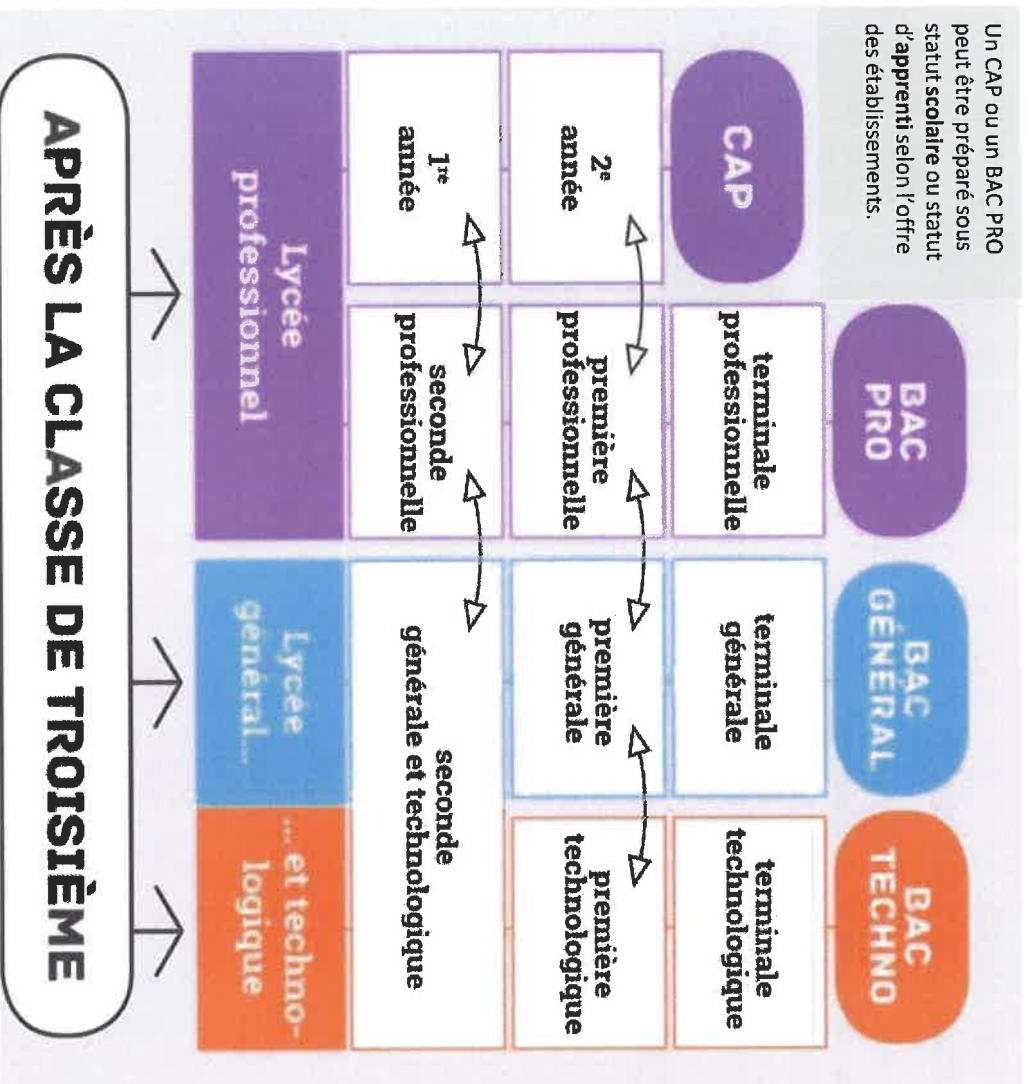 Un CAP ou un BAC PRO
peut être préparé sous
statut scolaire ou statut
d'apprenti selon l'offre
des établissements.
BAC
PRO
BAC
GÉNÉRAL
BAC
TECHNO
CAP
terminale
professionnelle
terminale
générale
terminale
technologique
2e
année
première
professionnelle
première
générale
première
technologique
1re
année
seconde
professionnelle
seconde
générale et technologique
Lycée
professionnel
Lycée
général...
... et techno-
logique
APRÈS LA CLASSE DE TROISIÈME